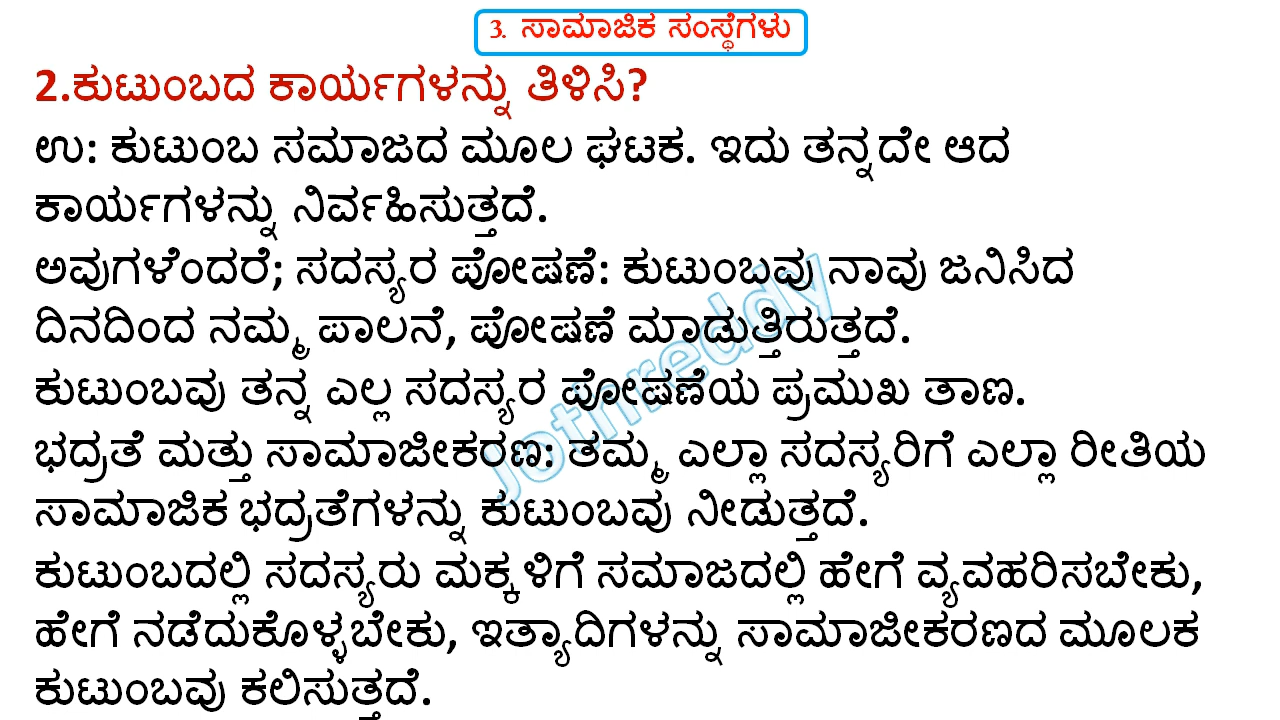 3. ಸಾಮಾಜಿಕ ಸಂಸ್ಥೆಗಳು
2.ಕುಟುಂಬದ ಕಾರ್ಯಗಳನ್ನು ತಿಳಿಸಿ?
ಉ: ಕುಟುಂಬ ಸಮಾಜದ ಮೂಲ ಘಟಕ. ಇದು ತನ್ನದೇ ಆದ
ಕಾರ್ಯಗಳನ್ನು ನಿರ್ವಹಿಸುತ್ತದೆ.
ಅವುಗಳೆಂದರೆ; ಸದಸ್ಯರ ಪೋಷಣೆ: ಕುಟುಂಬವು ನಾವು ಜನಿಸಿದ
ದಿನದಿಂದ ನಮ್ಮ ಪಾಲನೆ, ಪೋಷಣೆ ಮಾಡುತ್ತಿರುತ್ತದೆ.
ಕುಟುಂಬವು ತನ್ನ ಎಲ್ಲ ಸದಸ್ಯರ ಪೋಷಣೆಯ ಪ್ರಮುಖ ತಾಣ.
ಭದ್ರತೆ ಮತ್ತು ಸಾಮಾಜೀಕರಣ: ತಮ್ಮ ಎಲ್ಲಾ ಸದಸ್ಯರಿಗೆ ಎಲ್ಲಾ ರೀತಿಯ
ಸಾಮಾಜಿಕ ಭದ್ರತೆಗಳನ್ನು ಕುಟುಂಬವು ನೀಡುತ್ತದೆ.
ಕುಟುಂಬದಲ್ಲಿ ಸದಸ್ಯರು ಮಕ್ಕಳಿಗೆ ಸಮಾಜದಲ್ಲಿ ಹೇಗೆ ವ್ಯವಹರಿಸಬೇಕು,
ಹೇಗೆ ನಡೆದುಕೊಳ್ಳಬೇಕು, ಇತ್ಯಾದಿಗಳನ್ನು ಸಾಮಾಜೀಕರಣದ ಮೂಲಕ
ಕುಟುಂಬವು ಕಲಿಸುತ್ತದೆ.